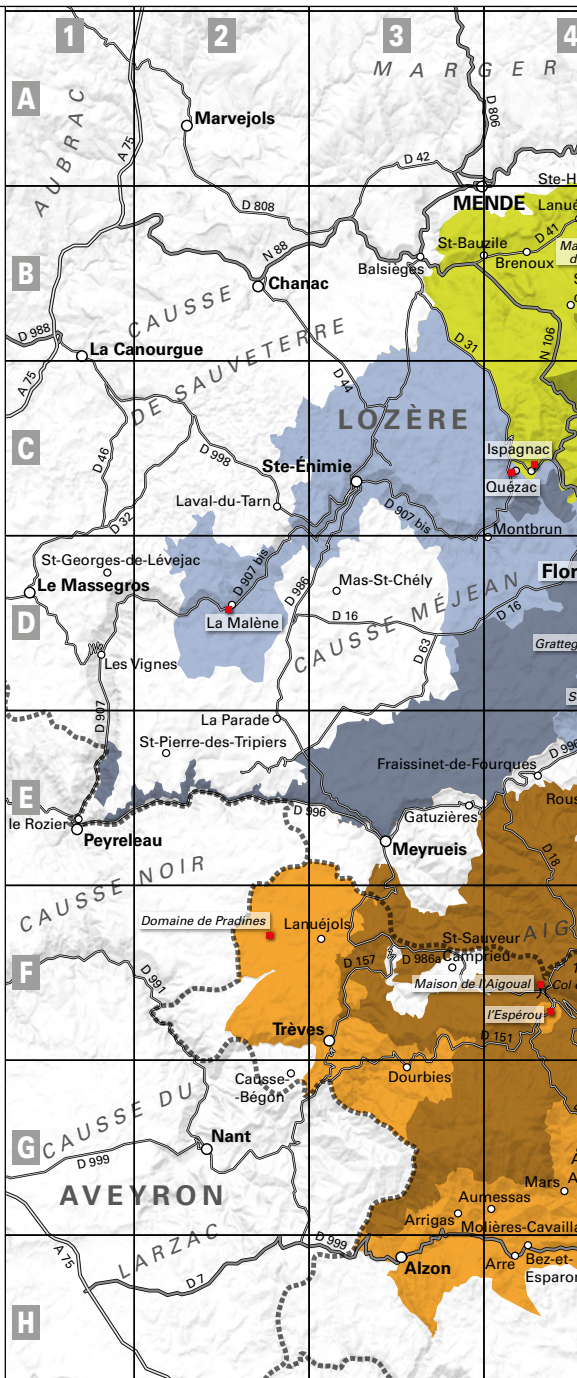 1 2 3 4
A
MARGER
AUBRAC
A 75
Marvejols
D 806
D 42
MENDE
Ste-H
Lanué
D 808
B
N 88
St-Bauzile
D 41
Balsièges
Brenoux
Ma
d
Chanac
S
CAUSSE
DE SAUVETERRE
D 988
La Canourgue
D 31
N 106
A 75
D 44
C
LOZÈRE
D 46
D 998
Ispagnac
Ste-Énimie
Quézac
Laval-du-Tarn
D 907 bis
D 32
Montbrun
St-Georges-de-Lévejac
D 907 bis
Flor
Le Massegros
D 986
Mas-St-Chély
D
La Malène
D 16
CAUSSE MÉJEAN
D 16
D 63
Gratteg
Les Vignes
S
D 907
La Parade
St-Pierre-des-Tripiers
D 996
Fraissinet-de-Fourques
E
Rous
le Rozier
D 996
Gatuzières
Peyreleau
Meyrueis
D 18
CAUSSE NOIR
Domaine de Pradines
Lanuéjols
St-Sauveur
Camprieu
AIG
F
D 157
D 986a
D 991
Maison de l'Aigoual
Col
l'Espérou
Trèves
D 151
Causse-
-Bégon
Dourbies
CAUSSE DU
G
Nant
D 999
Mars
A
A
AVEYRON
Aumessas
Arrigas
Molières-Cavailla
LARZAC
D 999
A 75
Alzon
Arre
Bez-et-
Esparon
D 7
H